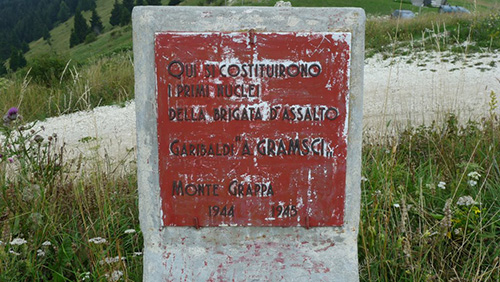 QUI SI COSTITUIRONO
I PRIMI NUCLEI
DELLA BRIGATA D'ASSALTO
GARIBALDI "A GRAMSCI"
MONTE GRAPPA
1944 1945